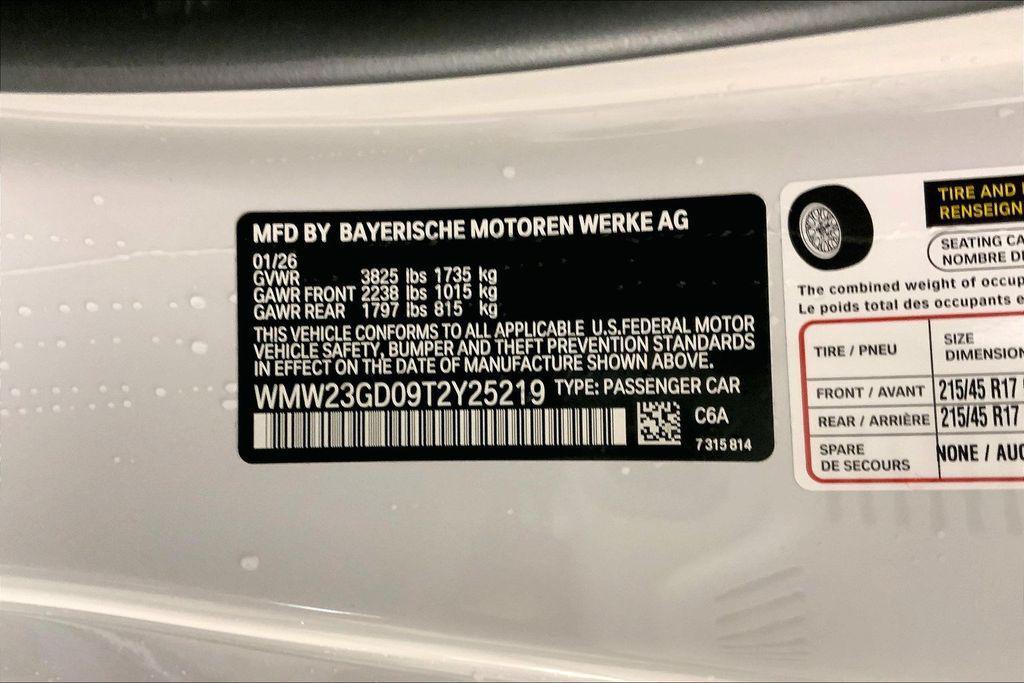 MFD BY BAYERISCHE MOTOREN WERKE AG
01/26
GVWR 3825 lbs 1735 kg
GAWR FRONT 2238 lbs 1015 kg
GAWR REAR 1797 lbs 815 kg
THIS VEHICLE CONFORMS TO ALL APPLICABLE U.S.FEDERAL MOTOR
VEHICLE SAFETY, BUMPER AND THEFT PREVENTION STANDARDS
IN EFFECT ON THE DATE OF MANUFACTURE SHOWN ABOVE.
WMW23GD09T2Y25219 TYPE: PASSENGER CAR
C6A
7 315 814
TIRE AND
RENSEIGN
SEATING CA
NOMBRE D
The combined weight of occup
Le poids total des occupants e
TIRE / PNEU
SIZE
DIMENSION
FRONT / AVANT 215/45 R17
REAR / ARRIÈRE 215/45 R17
SPARE
DE SECOURS
NONE / AUC